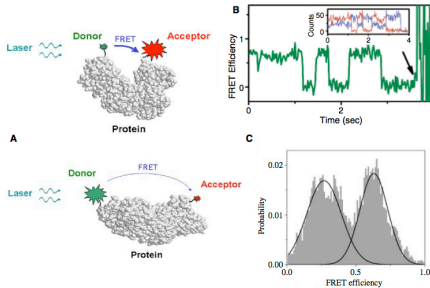 Donor
FRET
Acceptor
Laser
Protein
A
Donor
FRET
Acceptor
Laser
Protein
B
Counts
50
0
0
2
4
FRET Efficiency
1
0
0
2
Time (sec)
C
Probability
0.02
0.01
0.00
0.0
0.5
1.0
FRET efficiency